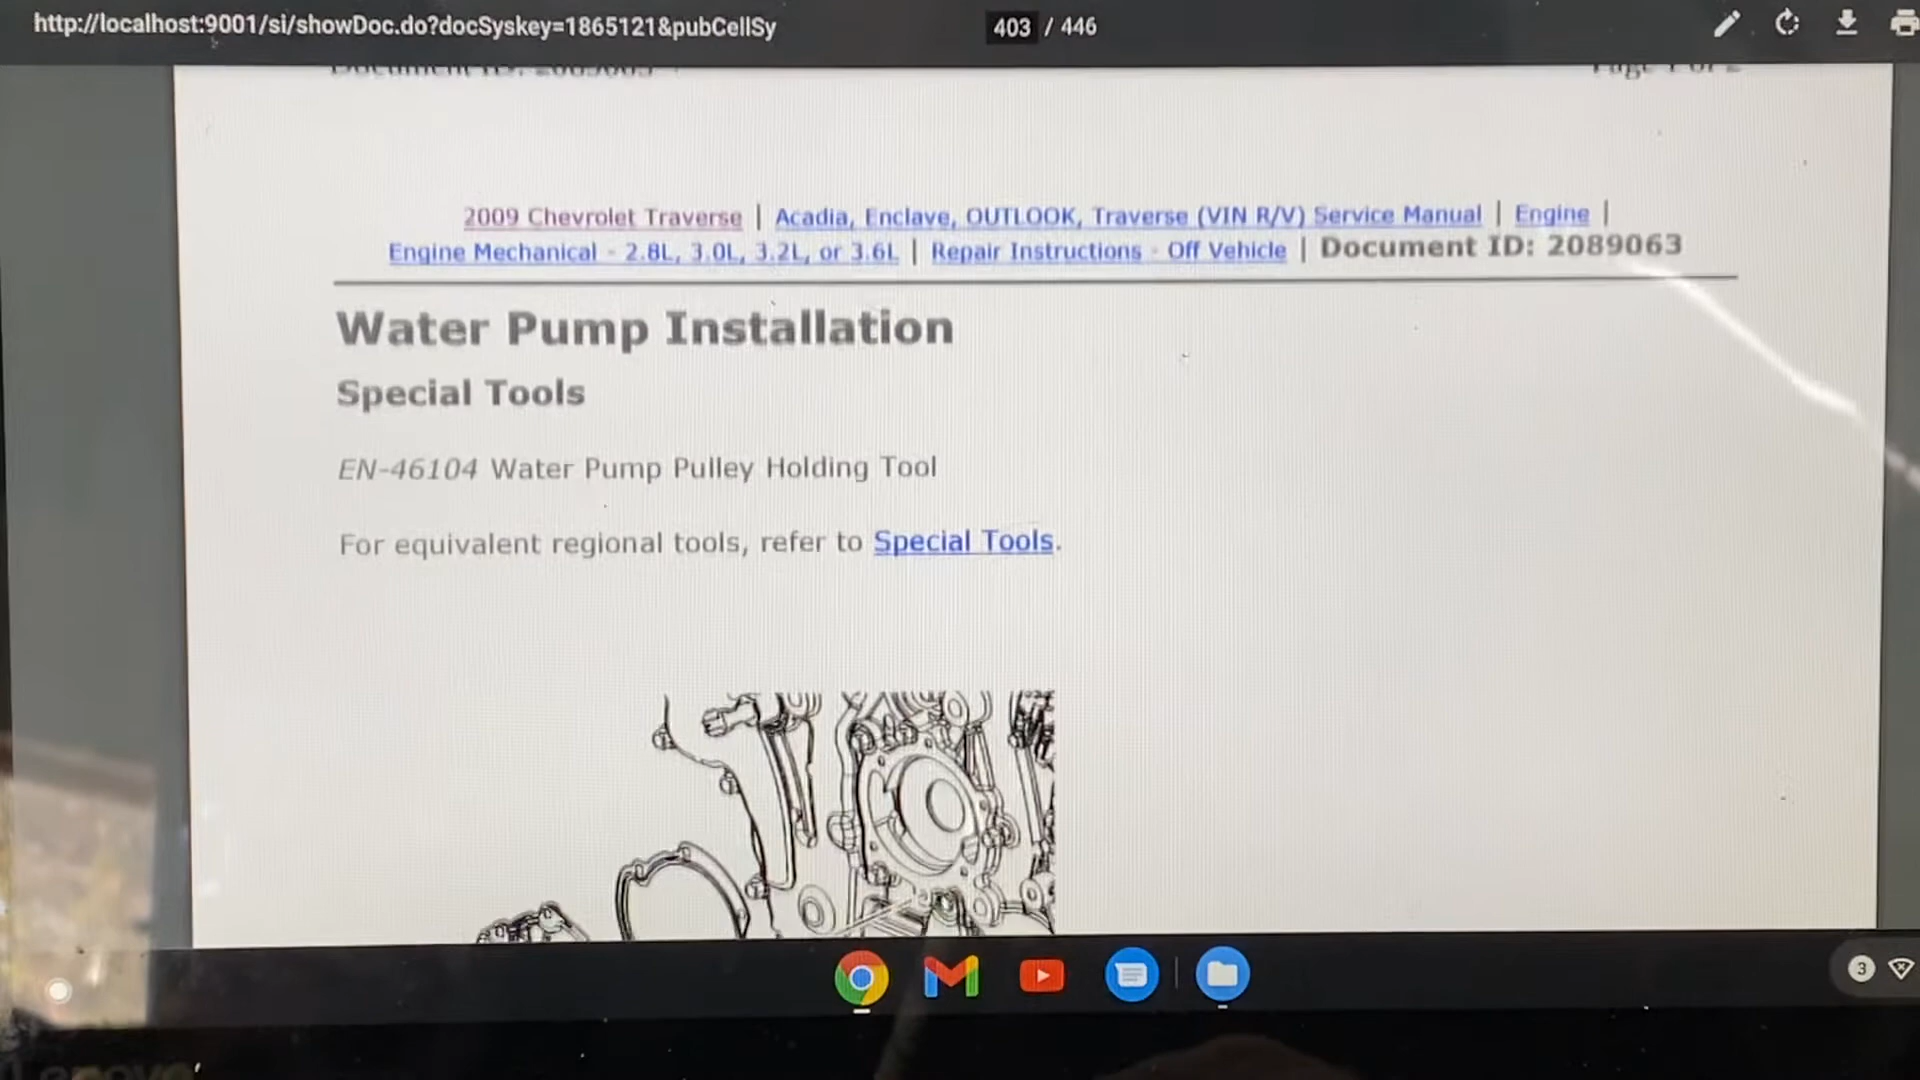 http://localhost:9001/si/showDoc.do?docSyskey=1865121&pubCellSy 403 / 446
2009 Chevrolet Traverse | Acadia, Enclave, OUTLOOK, Traverse (VIN R/V) Service Manual | Engine |
Engine Mechanical - 2.8L, 3.0L, 3.2L, or 3.6L | Repair Instructions - Off Vehicle | Document ID: 2089063
Water Pump Installation
Special Tools
EN-46104 Water Pump Pulley Holding Tool
For equivalent regional tools, refer to Special Tools.
3